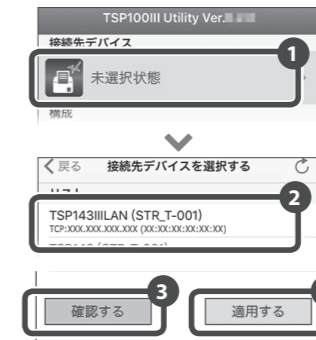 TSP100III Utility Ver.
接続先デバイス
1
未選択状態
構成
戻る 接続先デバイスを選択する
リスト
2
TSP143IIILAN (STR_T-001)
TCP:XXX.XXX.XXX.XXX (XX:XX:XX:XX:XX:XX)
3
確認する 適用する